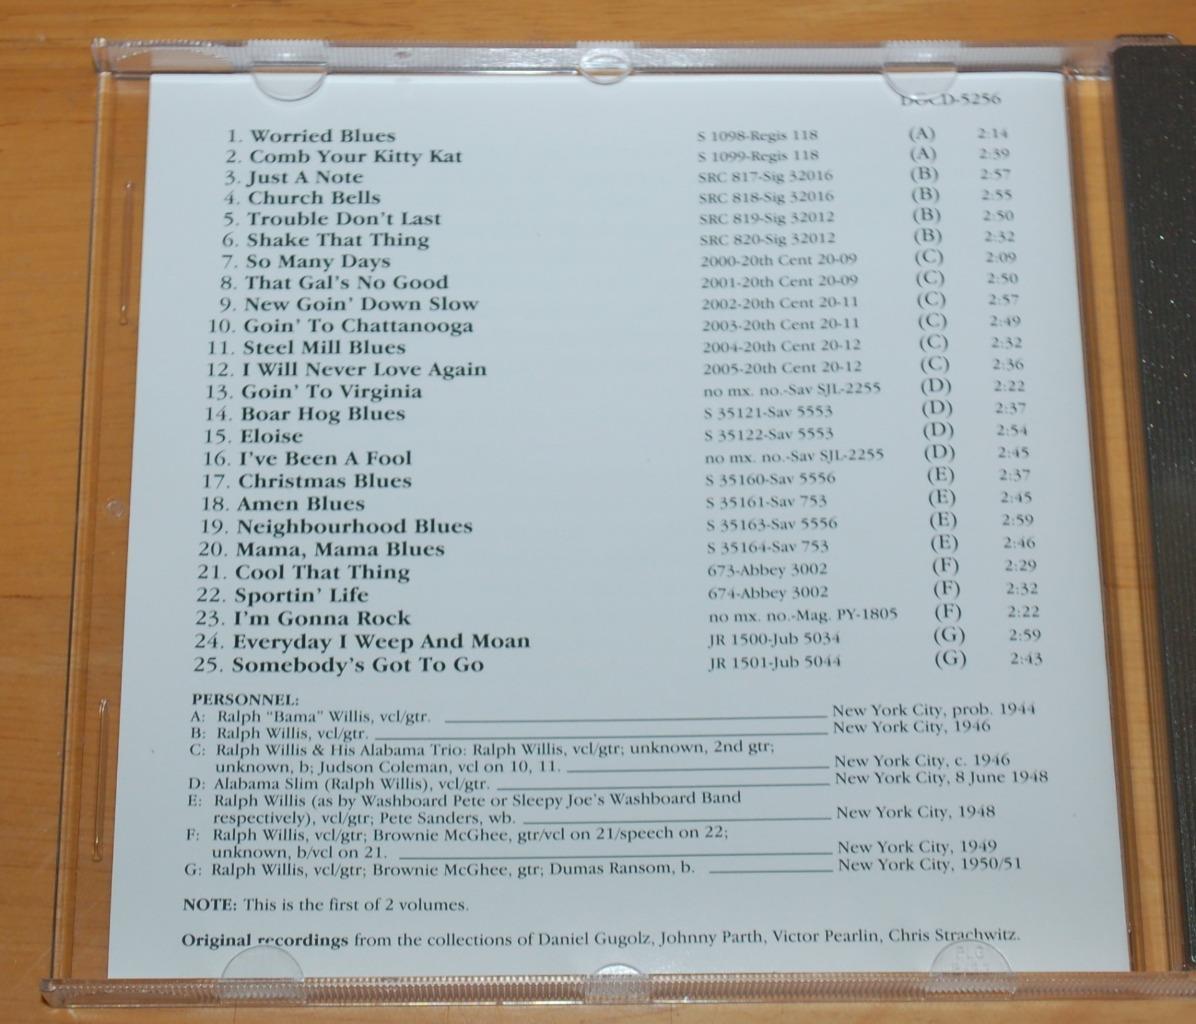 DOCD-5256
1. Worried Blues S 1098-Regis 118 (A) 2:14
2. Comb Your Kitty Kat S 1099-Regis 118 (A) 2:39
3. Just A Note SRC 817-Sig 32016 (B) 2:57
4. Church Bells SRC 818-Sig 32016 (B) 2:55
5. Trouble Don't Last SRC 819-Sig 32012 (B) 2:50
6. Shake That Thing SRC 820-Sig 32012 (B) 2:32
7. So Many Days 2000-20th Cent 20-09 (C) 2:09
8. That Gal's No Good 2001-20th Cent 20-09 (C) 2:50
9. New Goin' Down Slow 2002-20th Cent 20-11 (C) 2:57
10. Goin' To Chattanooga 2003-20th Cent 20-11 (C) 2:49
11. Steel Mill Blues 2004-20th Cent 20-12 (C) 2:32
12. I Will Never Love Again 2005-20th Cent 20-12 (C) 2:36
13. Goin' To Virginia no mx. no.-Sav SJL-2255 (D) 2:22
14. Boar Hog Blues S 35121-Sav 5553 (D) 2:37
15. Eloise S 35122-Sav 5553 (D) 2:54
16. I've Been A Fool no mx. no.-Sav SJL-2255 (D) 2:45
17. Christmas Blues S 35160-Sav 5556 (E) 2:37
18. Amen Blues S 35161-Sav 753 (E) 2:45
19. Neighbourhood Blues S 35163-Sav 5556 (E) 2:59
20. Mama, Mama Blues S 35164-Sav 753 (E) 2:46
21. Cool That Thing 673-Abbey 3002 (F) 2:29
22. Sportin' Life 674-Abbey 3002 (F) 2:32
23. I'm Gonna Rock no mx. no.-Mag. PY-1805 (F) 2:22
24. Everyday I Weep And Moan JR 1500-Jub 5034 (G) 2:59
25. Somebody's Got To Go JR 1501-Jub 5044 (G) 2:43
PERSONNEL:
A: Ralph "Bama" Willis, vcl/gtr. New York City, prob. 1944
B: Ralph Willis, vcl/gtr. New York City, 1946
C: Ralph Willis & His Alabama Trio: Ralph Willis, vcl/gtr; unknown, 2nd gtr;
unknown, b; Judson Coleman, vcl on 10, 11. New York City, c. 1946
D: Alabama Slim (Ralph Willis), vcl/gtr. New York City, 8 June 1948
E: Ralph Willis (as by Washboard Pete or Sleepy Joe's Washboard Band
respectively), vcl/gtr; Pete Sanders, wb. New York City, 1948
F: Ralph Willis, vcl/gtr; Brownie McGhee, gtr/vcl on 21/speech on 22;
unknown, b/vcl on 21. New York City, 1949
G: Ralph Willis, vcl/gtr; Brownie McGhee, gtr; Dumas Ransom, b. New York City, 1950/51
NOTE: This is the first of 2 volumes.
Original recordings from the collections of Daniel Gugolz, Johnny Parth, Victor Pearlin, Chris Strachwitz.